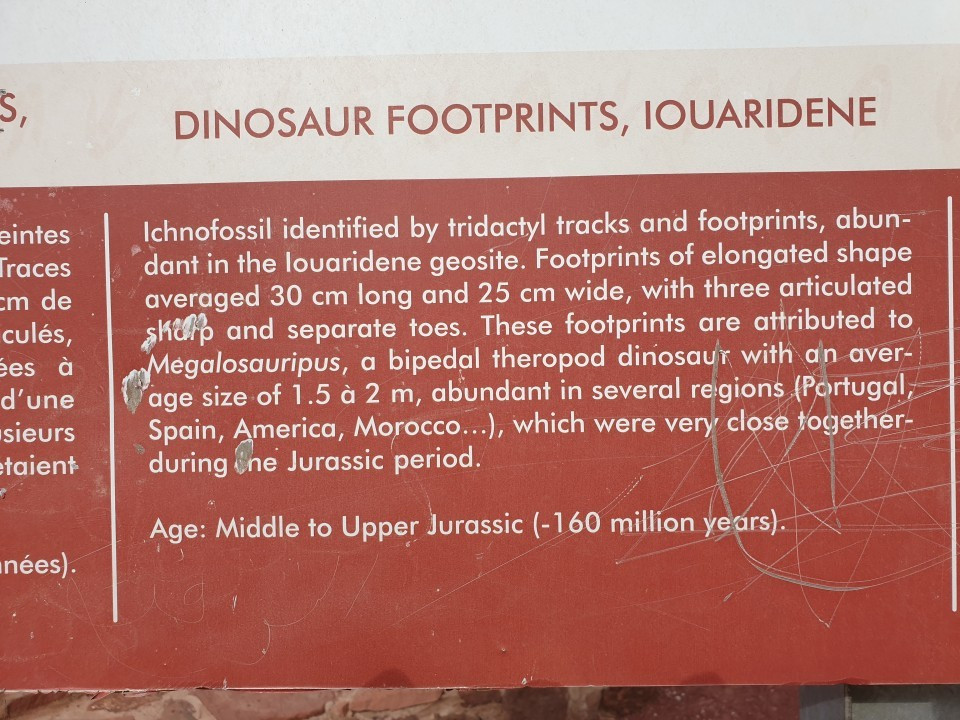 S,
DINOSAUR FOOTPRINTS, IOUARIDENE
eintes
Traces
cm de
culés,
ées à
d'une
usieurs
étaient
nnées).
Ichnofossil identified by tridactyl tracks and footprints, abun-
dant in the Iouaridene geosite. Footprints of elongated shape
averaged 30 cm long and 25 cm wide, with three articulated
sharp and separate toes. These footprints are attributed to
Megalosauripus, a bipedal theropod dinosaur with an aver-
age size of 1.5 à 2 m, abundant in several regions (Portugal,
Spain, America, Morocco...), which were very close together-
during the Jurassic period.
Age: Middle to Upper Jurassic (-160 million years).